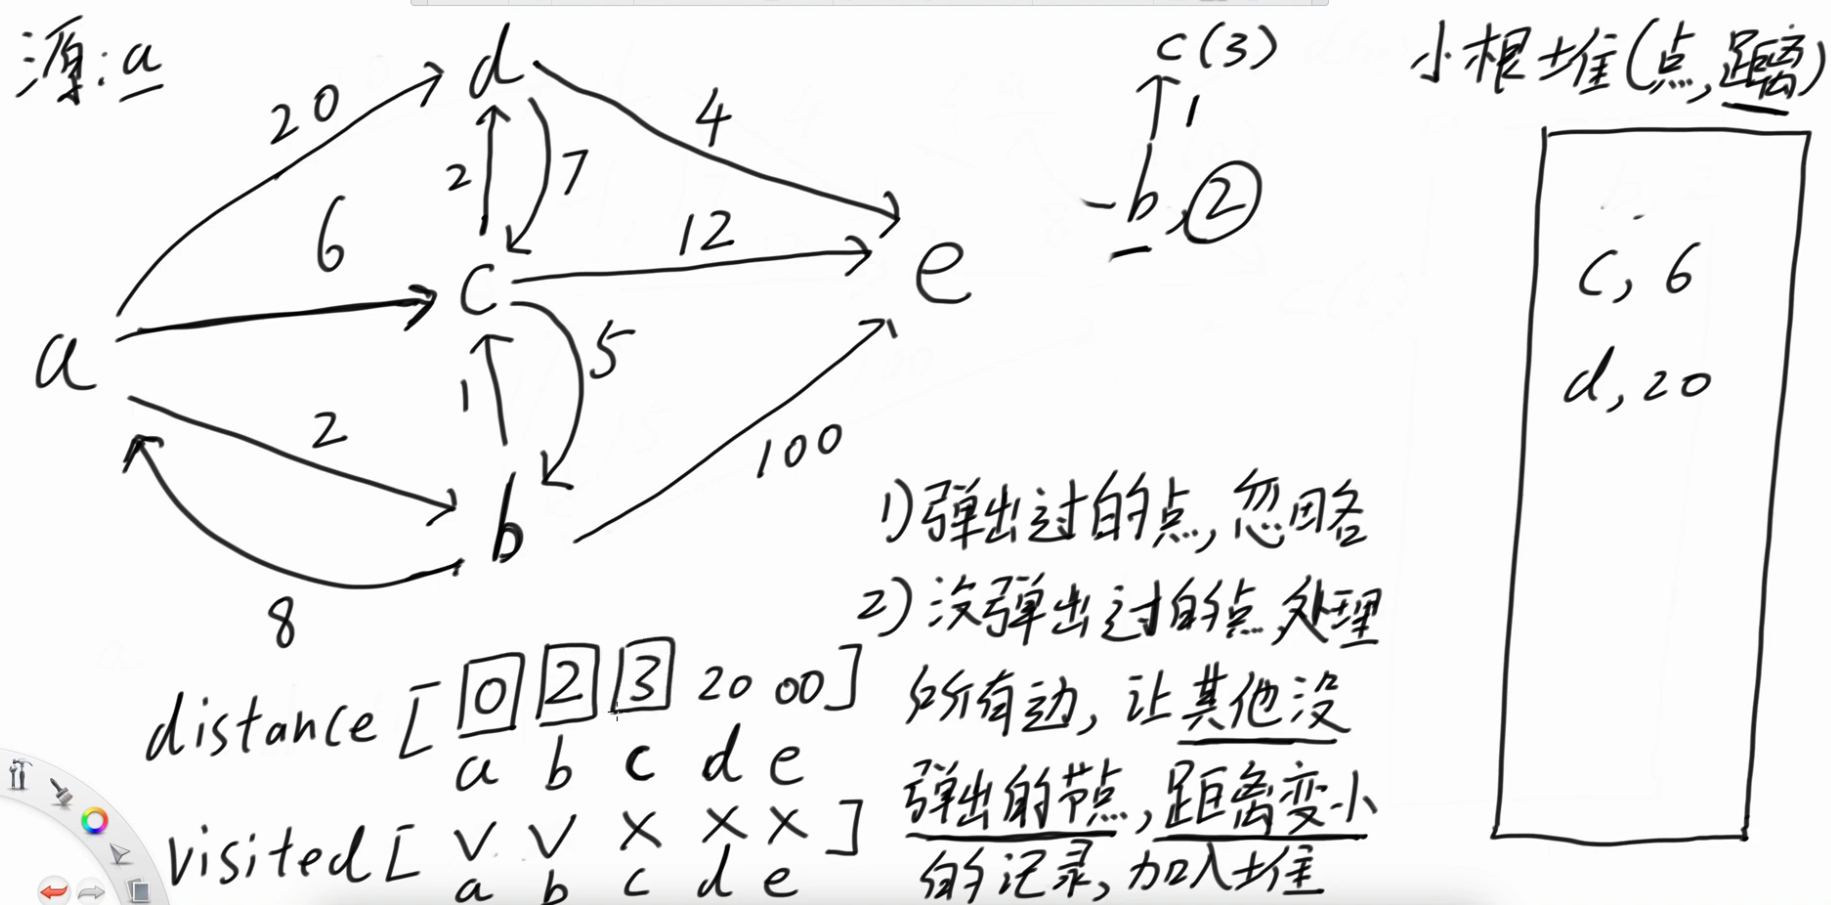 源:a
d
20
4
2
7
6
12
c
e
a
5
1
2
b
100
8
c(3)
1
-b,2
小根堆(点,距离)
c,6
d,20
1)弹出过的点,忽略
2)没弹出过的点,处理
所有边,让其他没
弹出的节点,距离变小
的记录,加入堆
distance [0 2 3 20 ∞]
a b c d e
visited [√ √ × × ×]
a b c d e